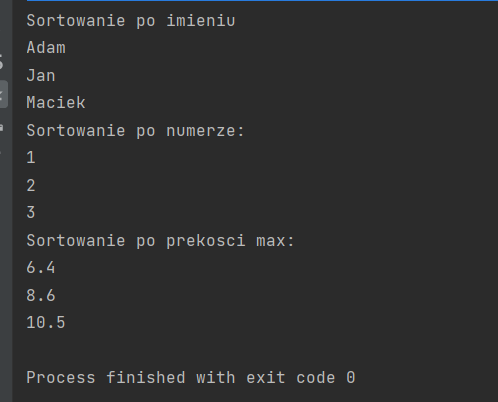 Sortowanie po imieniu
Adam
Jan
Maciek
Sortowanie po numerze:
1
2
3
Sortowanie po prekosci max:
6.4
8.6
10.5
Process finished with exit code 0